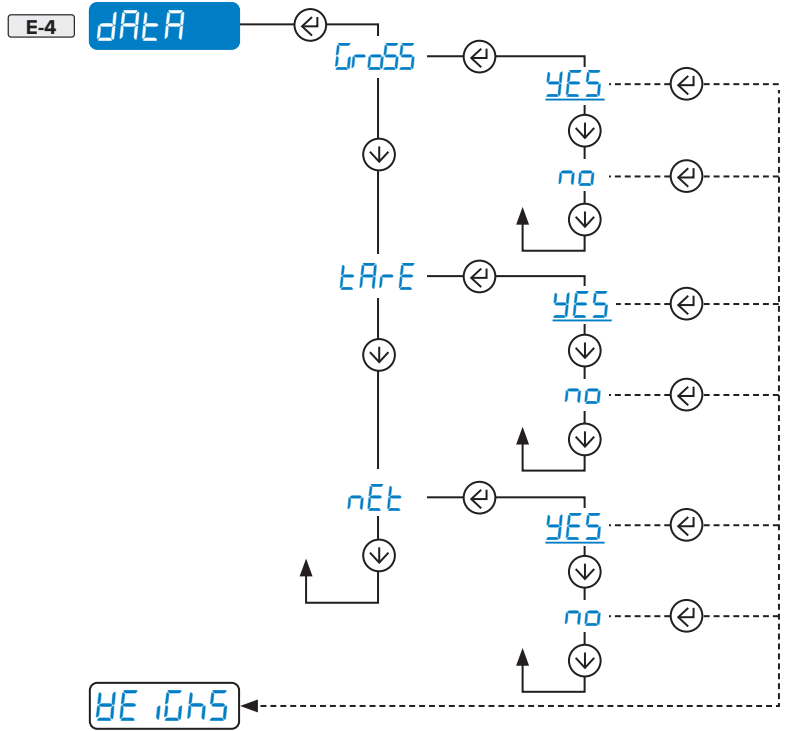 E-4 dAtA
GroSS
YES
no
tArE
YES
no
nEt
YES
no
WEiGhS